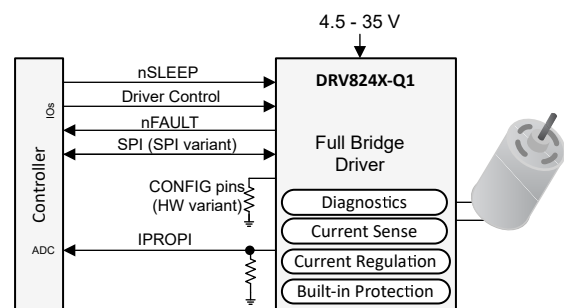 4.5 - 35 V
nSLEEP
DRV824X-Q1
Driver Control
IOs
nFAULT
SPI (SPI variant)
Full Bridge
Driver
Controller
CONFIG pins
(HW variant)
Diagnostics
Current Sense
ADC
IPROPI
Current Regulation
Built-in Protection